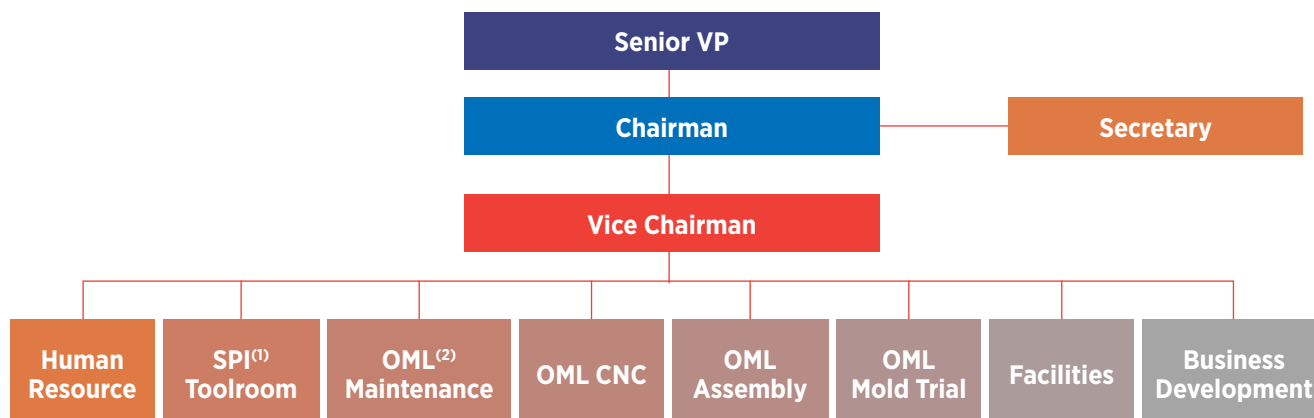 Senior VP
Chairman
Secretary
Vice Chairman
Human
Resource
SPI(1)
Toolroom
OML(2)
Maintenance
OML CNC
OML
Assembly
OML
Mold Trial
Facilities
Business
Development